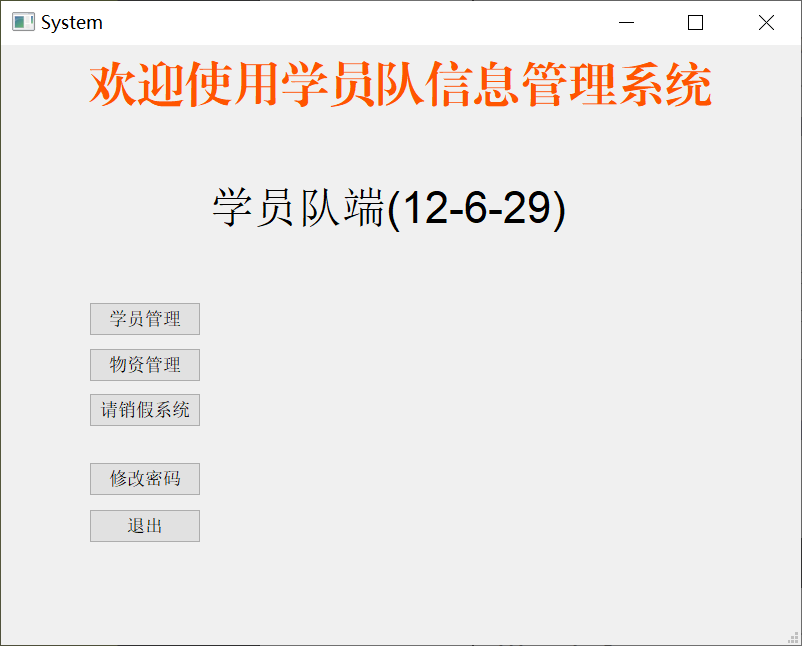 System
欢迎使用学员队信息管理系统
学员队端(12-6-29)
学员管理
物资管理
请销假系统
修改密码
退出